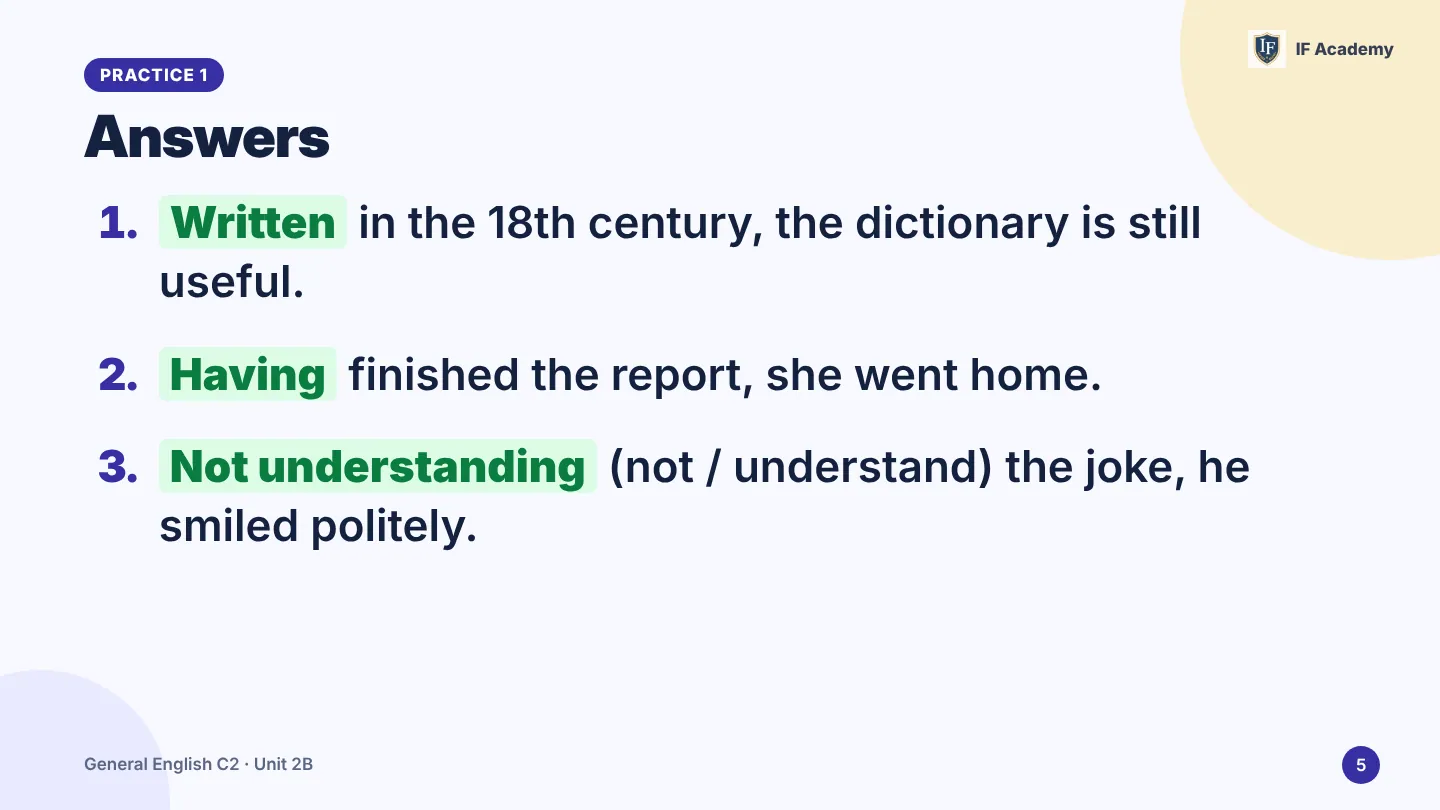 IF Academy
PRACTICE 1
Answers
1. Written in the 18th century, the dictionary is still
useful.
2. Having finished the report, she went home.
3. Not understanding (not / understand) the joke, he
smiled politely.
General English C2 · Unit 2B
5